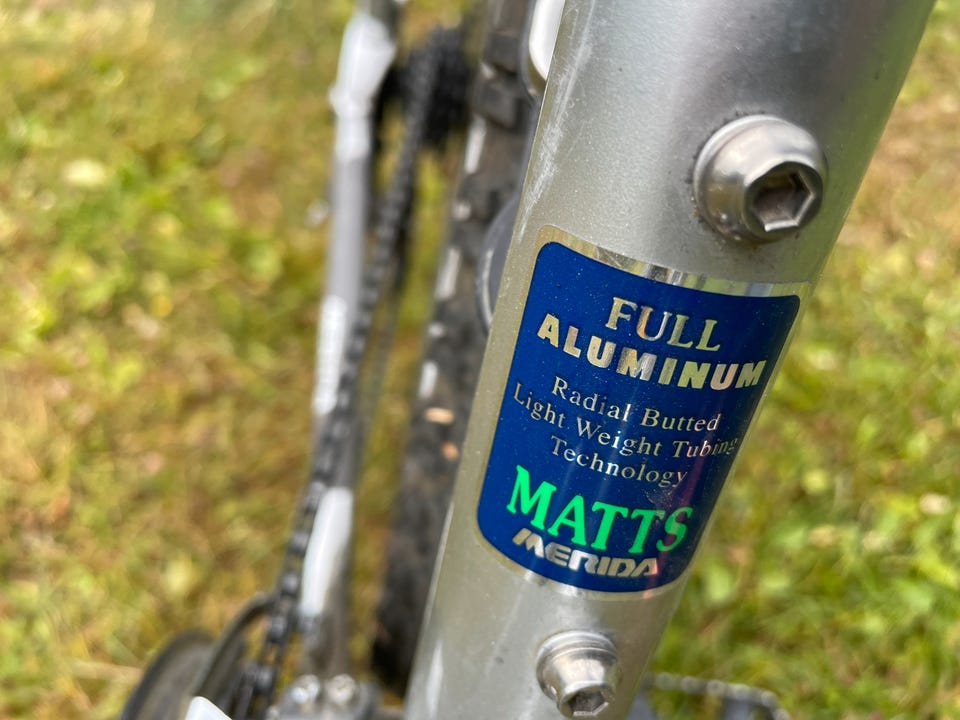 FULL
ALUMINUM
Radial Butted
Light Weight Tubing
Technology
MATTS
MERIDA